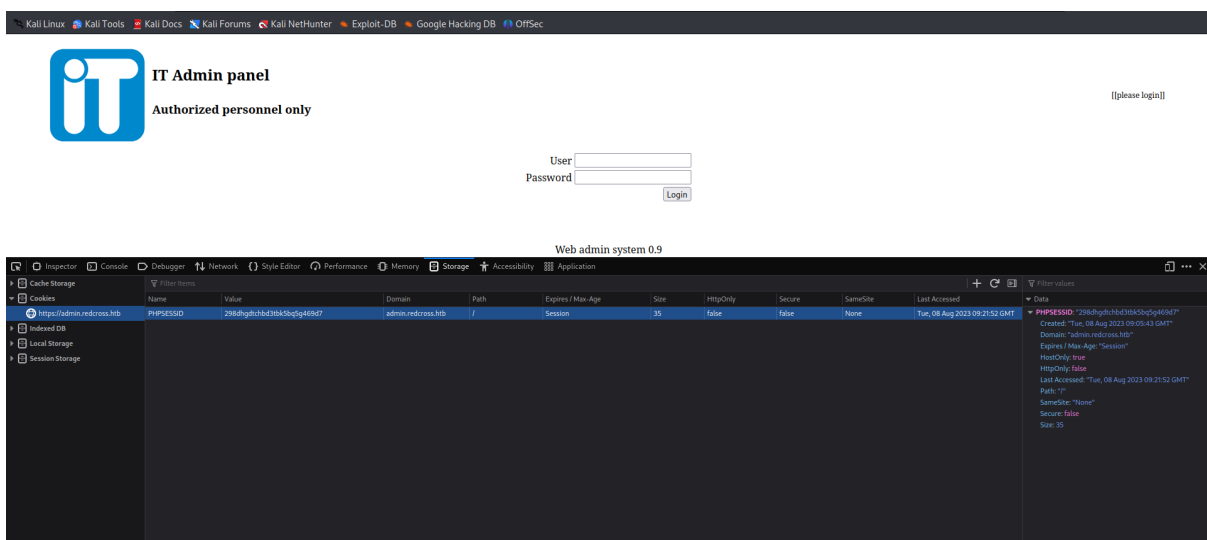 Kali Linux Kali Tools Kali Docs Kali Forums Kali NetHunter Exploit-DB Google Hacking DB OffSec
iT
IT Admin panel
Authorized personnel only
[[please login]]
User
Password
Login
Web admin system 0.9
Inspector Console Debugger Network Style Editor Performance Memory Storage Accessibility Application
Cache Storage
Cookies
https://admin.redcross.htb
Indexed DB
Local Storage
Session Storage
Filter Items
Name Value Domain Path Expires / Max-Age Size HttpOnly Secure SameSite Last Accessed
PHPSESSID 298dhgdtchbd3tbk5bq5g469d7 admin.redcross.htb / Session 35 false false None Tue, 08 Aug 2023 09:21:52 GMT
Filter values
Data
PHPSESSID: "298dhgdtchbd3tbk5bq5g469d7"
Created: "Tue, 08 Aug 2023 09:05:43 GMT"
Domain: "admin.redcross.htb"
Expires / Max-Age: "Session"
HostOnly: true
HttpOnly: false
Last Accessed: "Tue, 08 Aug 2023 09:21:52 GMT"
Path: "/"
SameSite: "None"
Secure: false
Size: 35